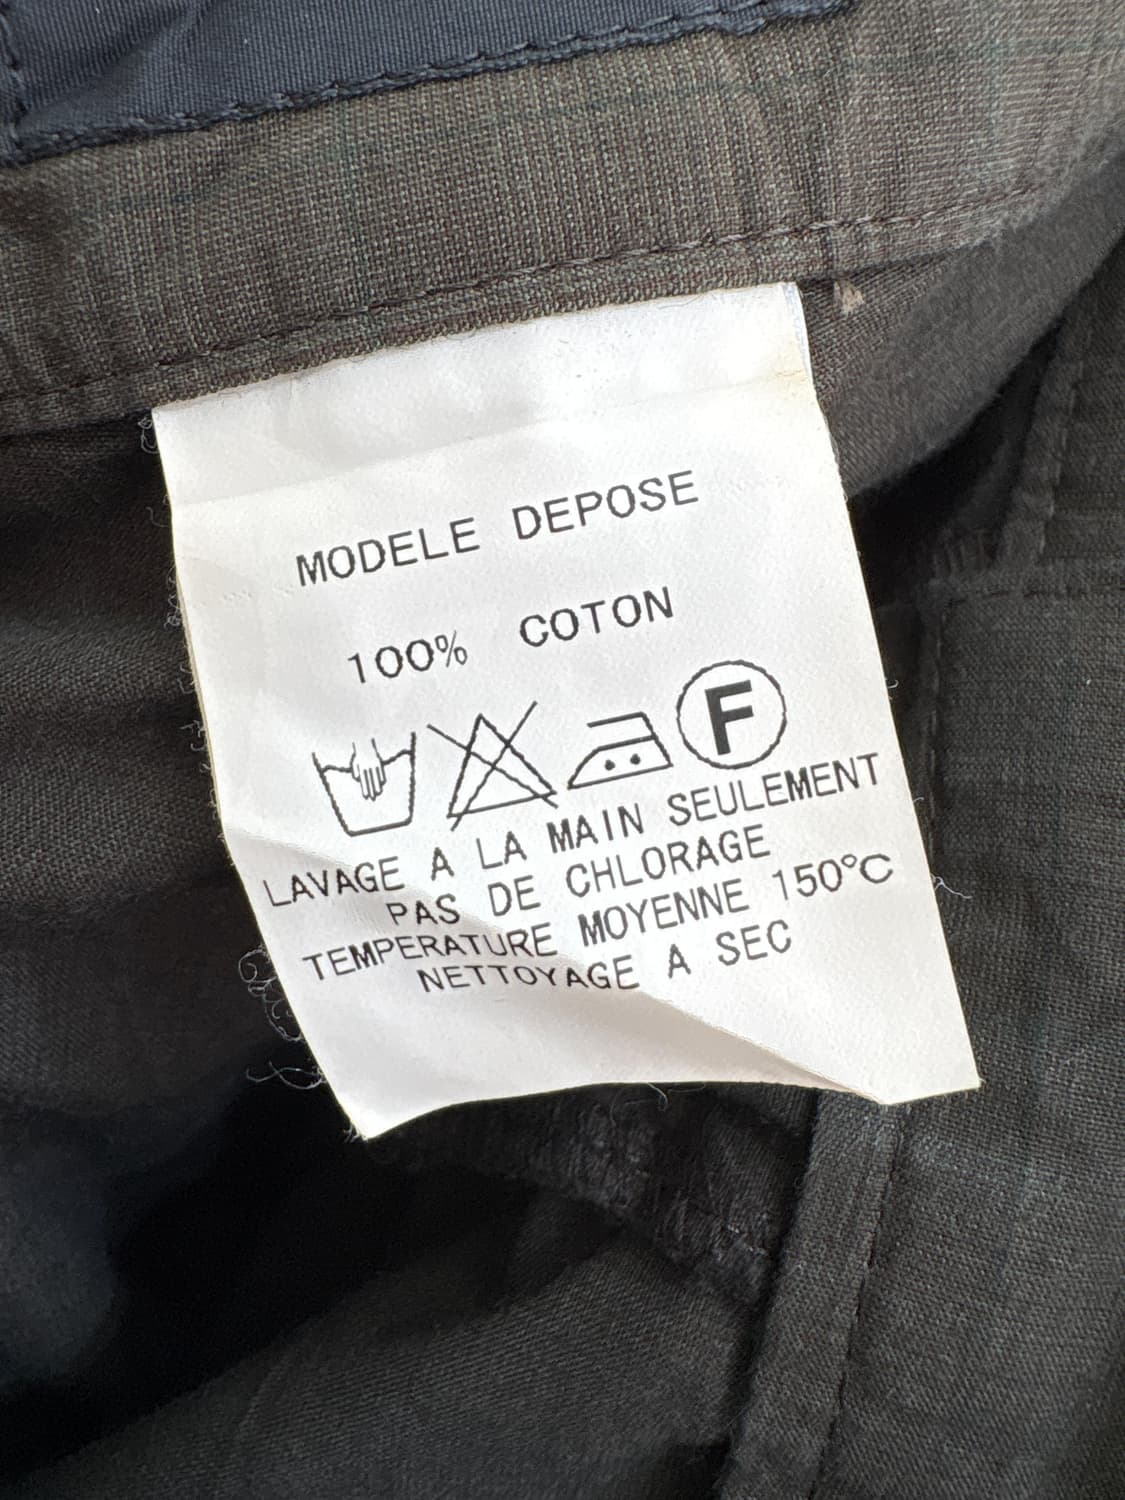 MODELE DEPOSE
100% COTON
F
LAVAGE A LA MAIN SEULEMENT
PAS DE CHLORAGE
TEMPERATURE MOYENNE 150°C
NETTOYAGE A SEC